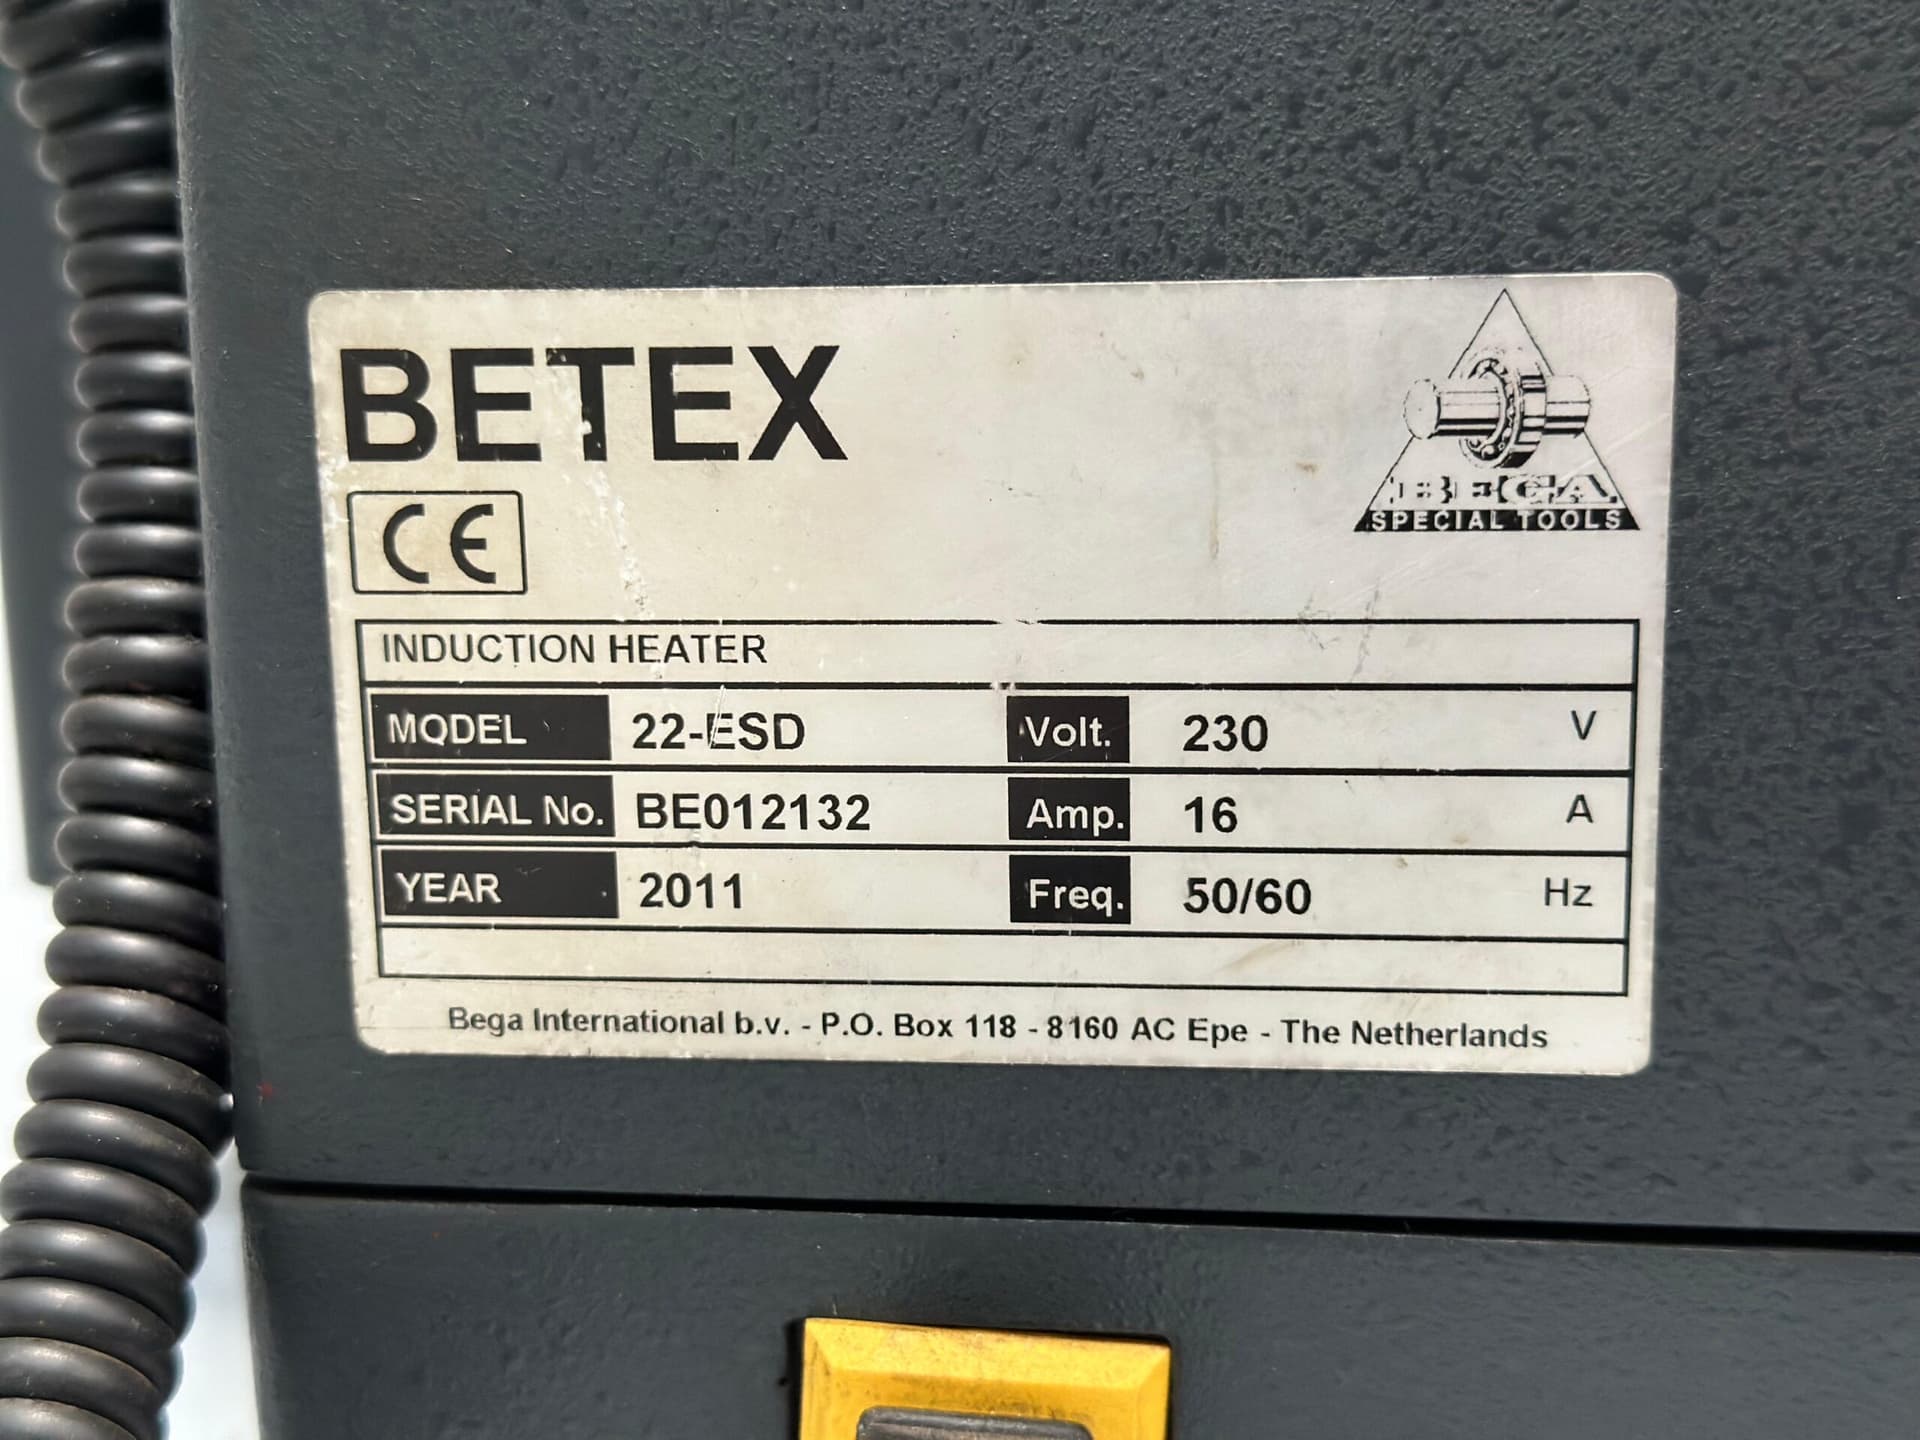 BETEX
BEGA
SPECIAL TOOLS
CE
INDUCTION HEATER
MODEL 22-ESD Volt. 230 V
SERIAL No. BE012132 Amp. 16 A
YEAR 2011 Freq. 50/60 Hz
Bega International b.v. - P.O. Box 118 - 8160 AC Epe - The Netherlands